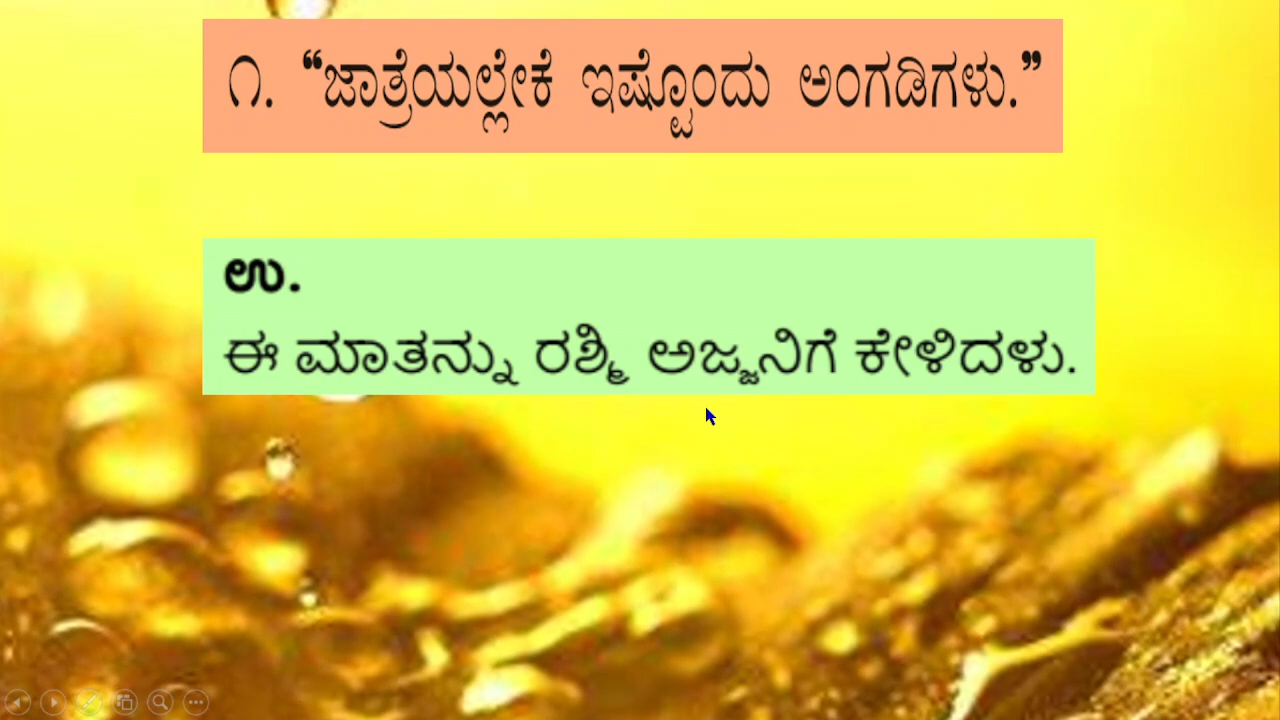 ೧. “ಜಾತ್ರೆಯಲ್ಲೇಕೆ ಇಷ್ಟೊಂದು ಅಂಗಡಿಗಳು.”
ಉ.
ಈ ಮಾತನ್ನು ರಶ್ಮಿ ಅಜ್ಜನಿಗೆ ಕೇಳಿದಳು.